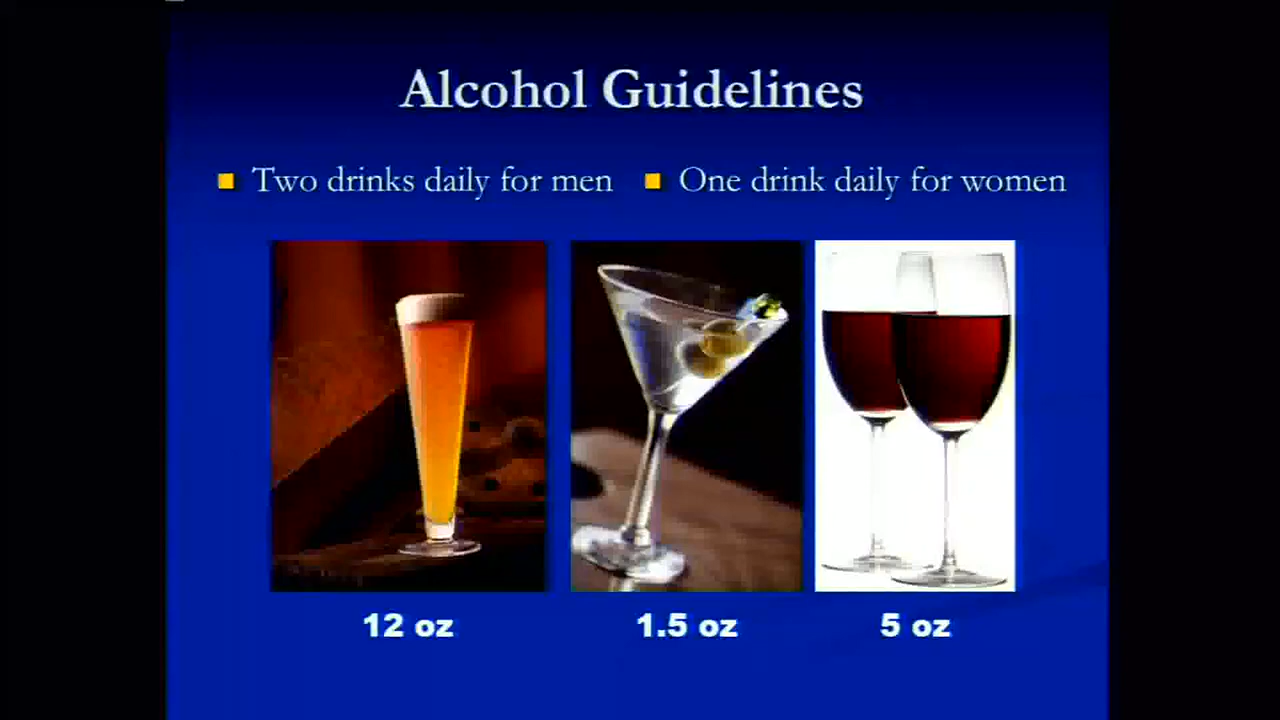 Alcohol Guidelines
Two drinks daily for men
One drink daily for women
12 oz
1.5 oz
5 oz